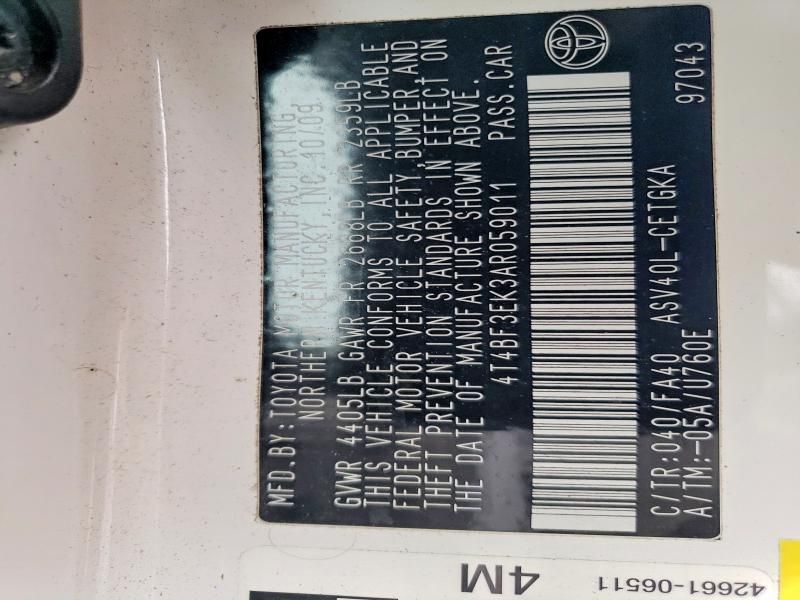 MFD.BY:TOYOTA MOTOR MANUFACTURING
NORTHERN KENTUCKY, INC. 10/09
GVWR 4405LB GAWR FR 2668LB RR 2359LB
THIS VEHICLE CONFORMS TO ALL APPLICABLE
FEDERAL MOTOR VEHICLE SAFETY, BUMPER, AND
THEFT PREVENTION STANDARDS IN EFFECT ON
THE DATE OF MANUFACTURE SHOWN ABOVE.
4T4BF3EK3AR059011 PASS.CAR
C/TR:040/FA40 ASV40L-CETGKA
A/TM:-05A/U760E 97043
4M
42661-06511